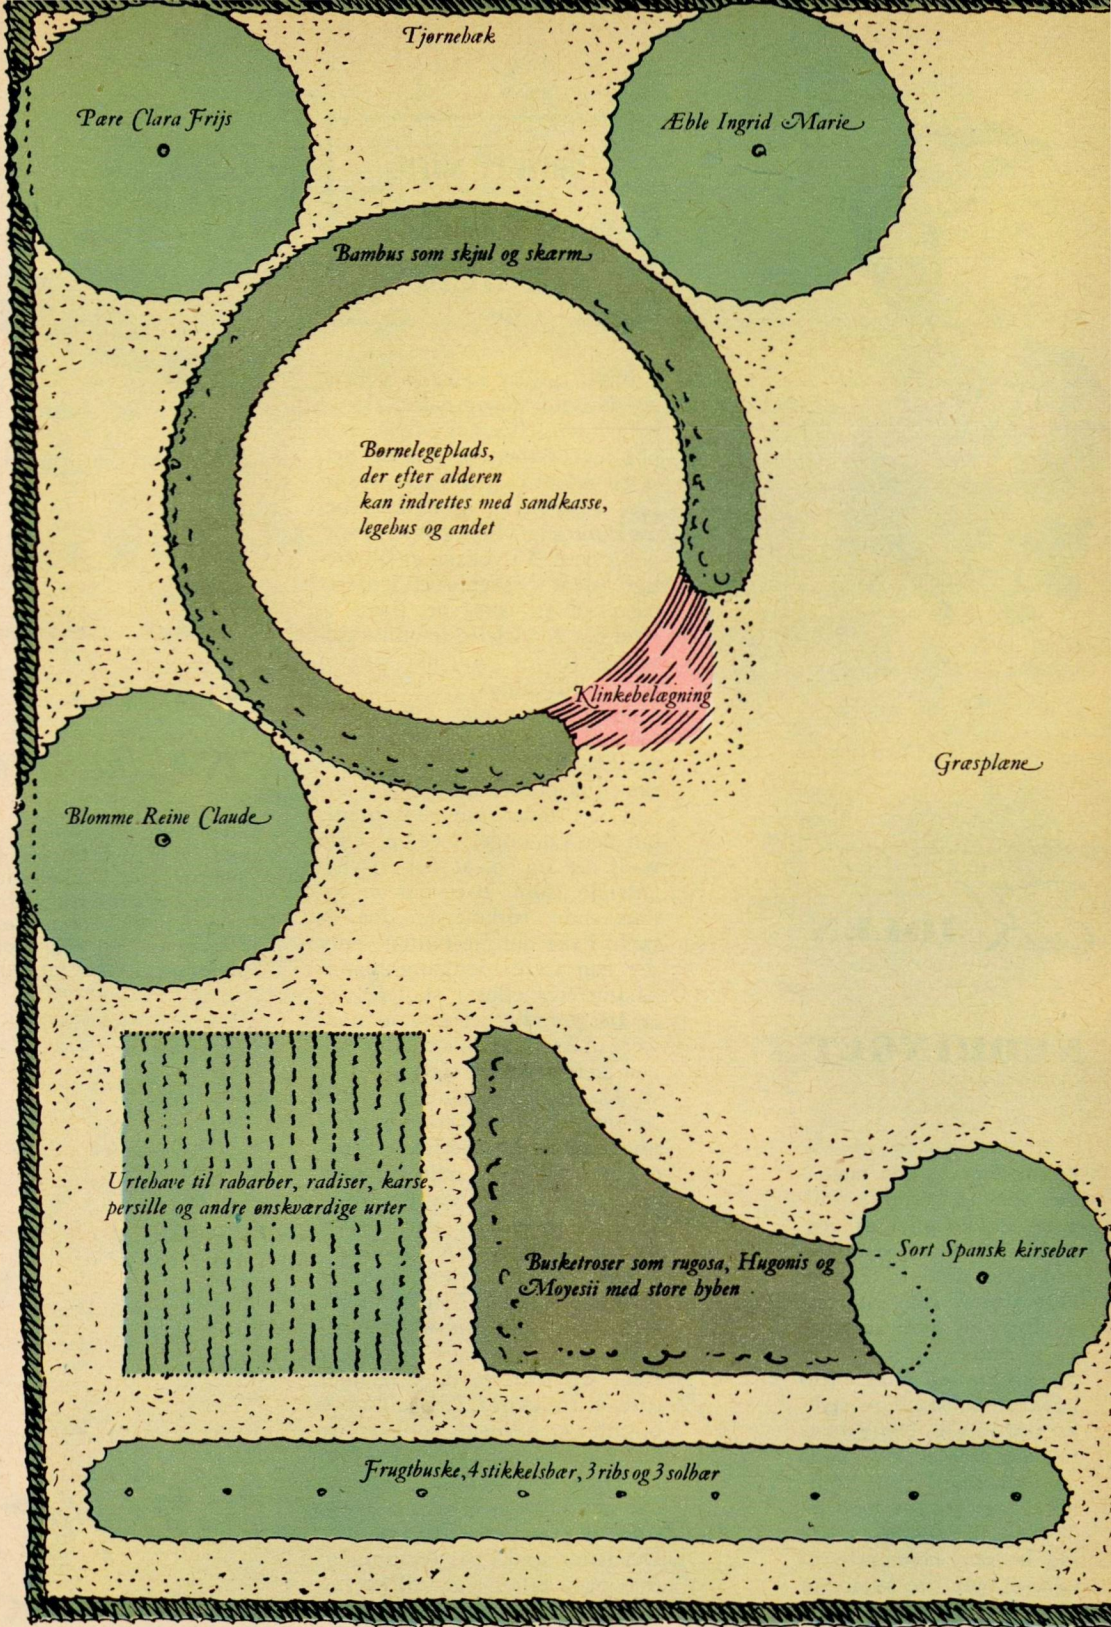 Tjørnehæk
Pære Clara Frijs
Æble Ingrid Marie
Bambus som skjul og skærm
Børnelegeplads,
der efter alderen
kan indrettes med sandkasse,
legehus og andet
Klinkebelægning
Græsplæne
Blomme Reine Claude
Urtehave til rabarber, radiser, karse,
persille og andre ønskværdige urter
Busketroser som rugosa, Hugonis og
Moyesii med store hyben
Sort Spansk kirsebær
Frugtbuske, 4 stikkelsbær, 3 ribs og 3 solbær